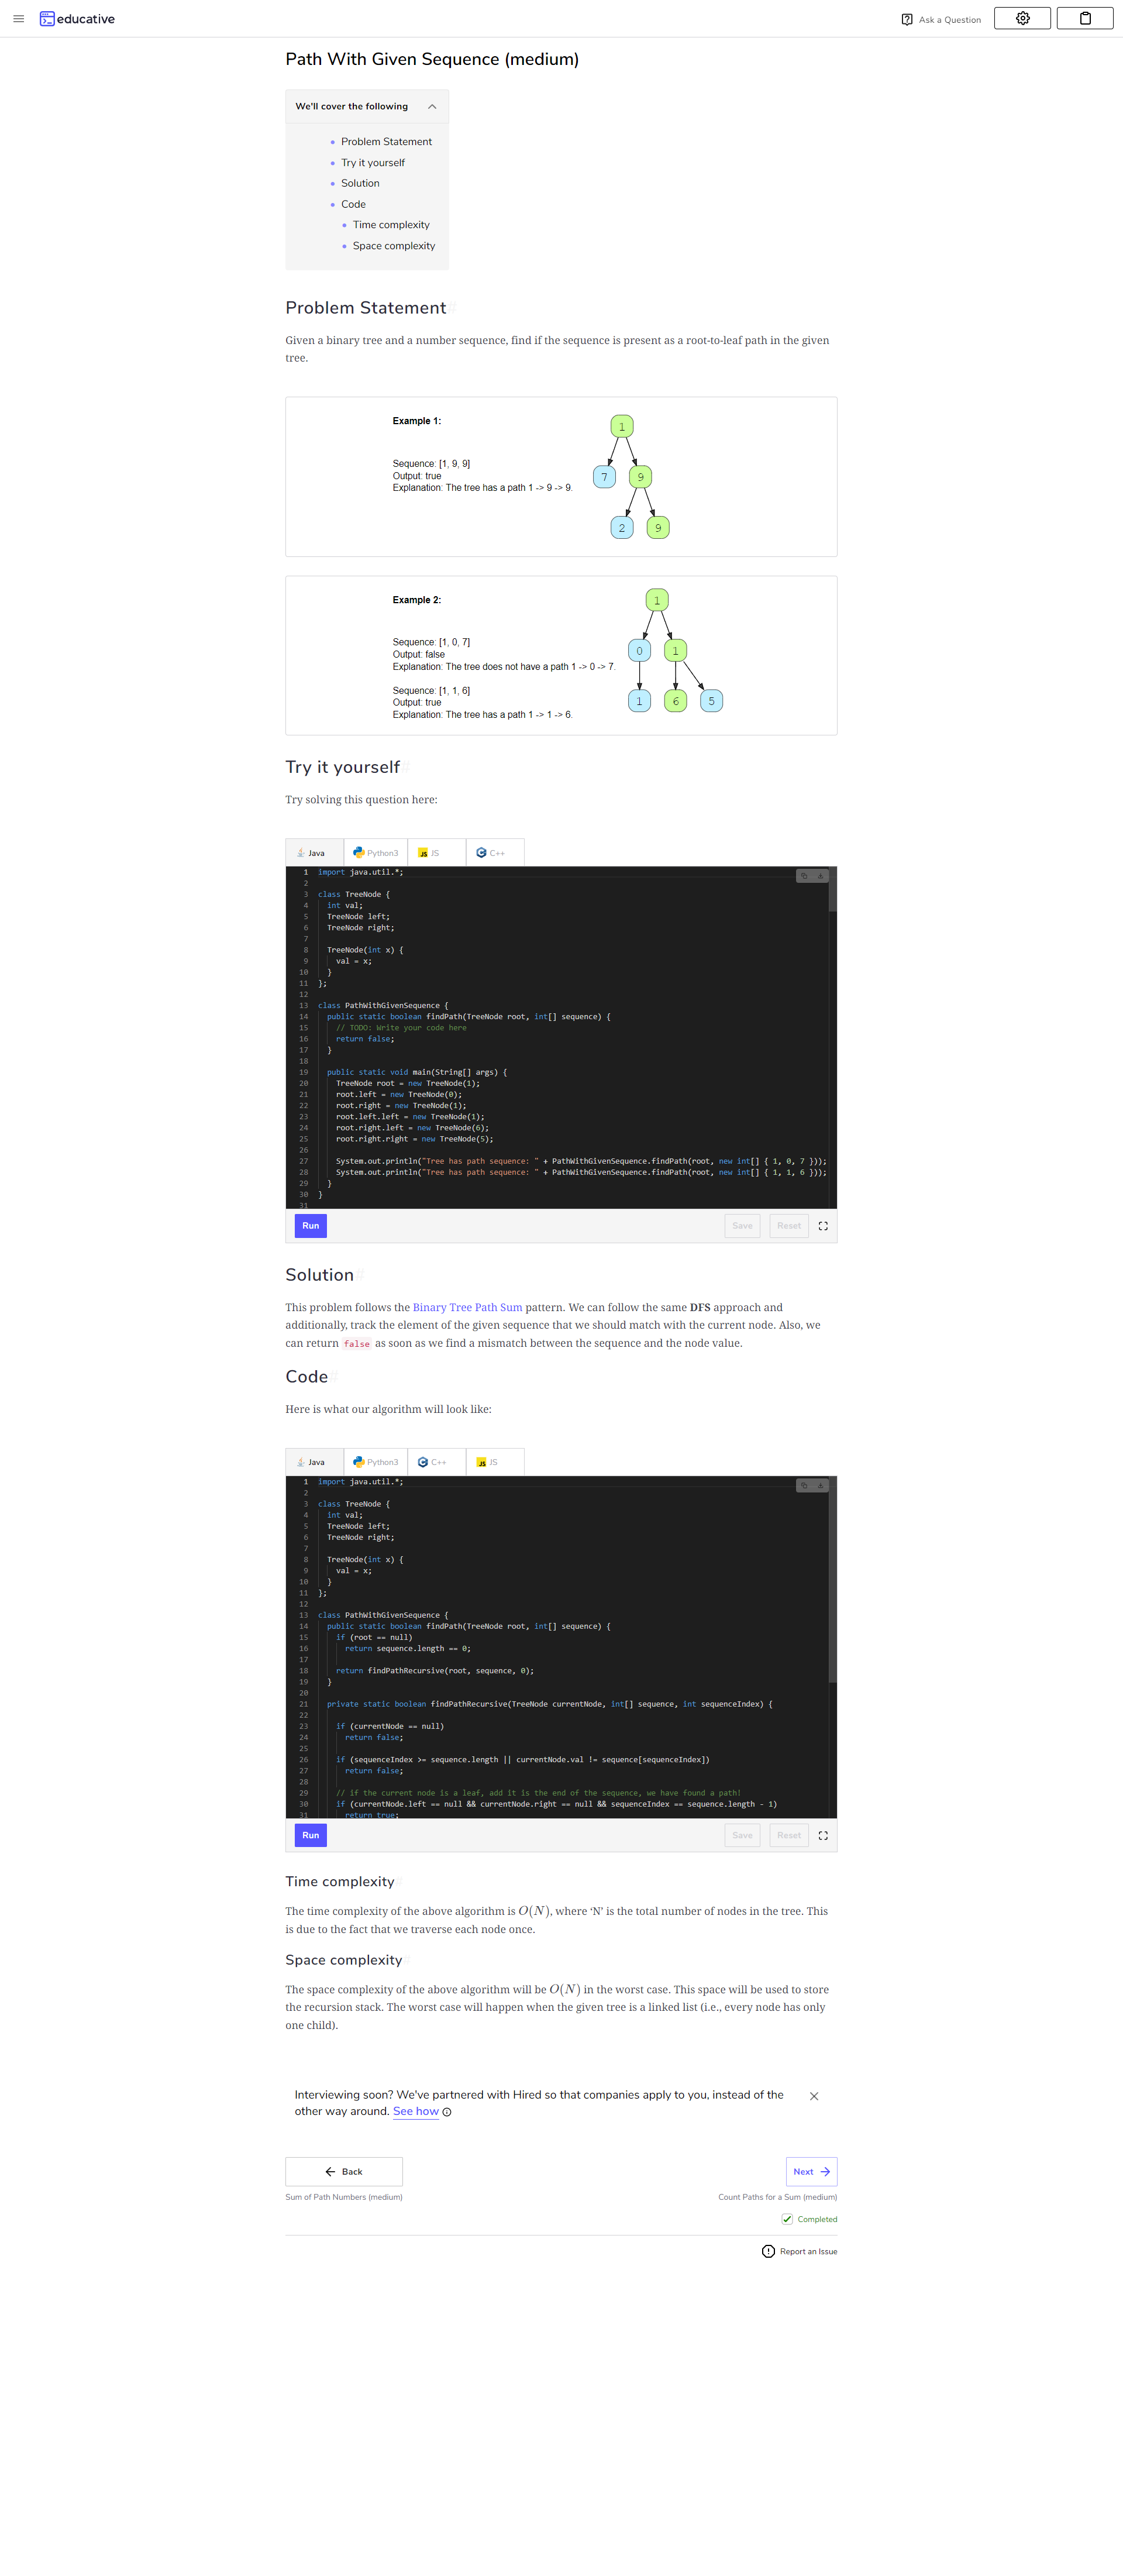 educative
Ask a Question
Path With Given Sequence (medium)
We'll cover the following
Problem Statement
Try it yourself
Solution
Code
Time complexity
Space complexity
Problem Statement#
Given a binary tree and a number sequence, find if the sequence is present as a root-to-leaf path in the given
tree.
Example 1:
Sequence: [1, 9, 9]
Output: true
Explanation: The tree has a path 1 -> 9 -> 9.
1
7 9
2 9
Example 2:
Sequence: [1, 0, 7]
Output: false
Explanation: The tree does not have a path 1 -> 0 -> 7.
Sequence: [1, 1, 6]
Output: true
Explanation: The tree has a path 1 -> 1 -> 6.
1
0 1
1 6 5
Try it yourself#
Try solving this question here:
Java Python3 JS C++
1 import java.util.*;
2
3 class TreeNode {
4 int val;
5 TreeNode left;
6 TreeNode right;
7
8 TreeNode(int x) {
9 val = x;
10 }
11 };
12
13 class PathWithGivenSequence {
14 public static boolean findPath(TreeNode root, int[] sequence) {
15 // TODO: Write your code here
16 return false;
17 }
18
19 public static void main(String[] args) {
20 TreeNode root = new TreeNode(1);
21 root.left = new TreeNode(0);
22 root.right = new TreeNode(1);
23 root.left.left = new TreeNode(1);
24 root.right.left = new TreeNode(6);
25 root.right.right = new TreeNode(5);
26
27 System.out.println("Tree has path sequence: " + PathWithGivenSequence.findPath(root, new int[] { 1, 0, 7 }));
28 System.out.println("Tree has path sequence: " + PathWithGivenSequence.findPath(root, new int[] { 1, 1, 6 }));
29 }
30 }
31
Run Save Reset
Solution#
This problem follows the Binary Tree Path Sum pattern. We can follow the same DFS approach and
additionally, track the element of the given sequence that we should match with the current node. Also, we
can return false as soon as we find a mismatch between the sequence and the node value.
Code#
Here is what our algorithm will look like:
Java Python3 C++ JS
1 import java.util.*;
2
3 class TreeNode {
4 int val;
5 TreeNode left;
6 TreeNode right;
7
8 TreeNode(int x) {
9 val = x;
10 }
11 };
12
13 class PathWithGivenSequence {
14 public static boolean findPath(TreeNode root, int[] sequence) {
15 if (root == null)
16 return sequence.length == 0;
17
18 return findPathRecursive(root, sequence, 0);
19 }
20
21 private static boolean findPathRecursive(TreeNode currentNode, int[] sequence, int sequenceIndex) {
22
23 if (currentNode == null)
24 return false;
25
26 if (sequenceIndex >= sequence.length || currentNode.val != sequence[sequenceIndex])
27 return false;
28
29 // if the current node is a leaf, add it is the end of the sequence, we have found a path!
30 if (currentNode.left == null && currentNode.right == null && sequenceIndex == sequence.length - 1)
31 return true;
Run Save Reset
Time complexity#
The time complexity of the above algorithm is O(N), where ‘N’ is the total number of nodes in the tree. This
is due to the fact that we traverse each node once.
Space complexity#
The space complexity of the above algorithm will be O(N) in the worst case. This space will be used to store
the recursion stack. The worst case will happen when the given tree is a linked list (i.e., every node has only
one child).
Interviewing soon? We've partnered with Hired so that companies apply to you, instead of the
other way around. See how
Back Next
Sum of Path Numbers (medium) Count Paths for a Sum (medium)
Completed
Report an Issue